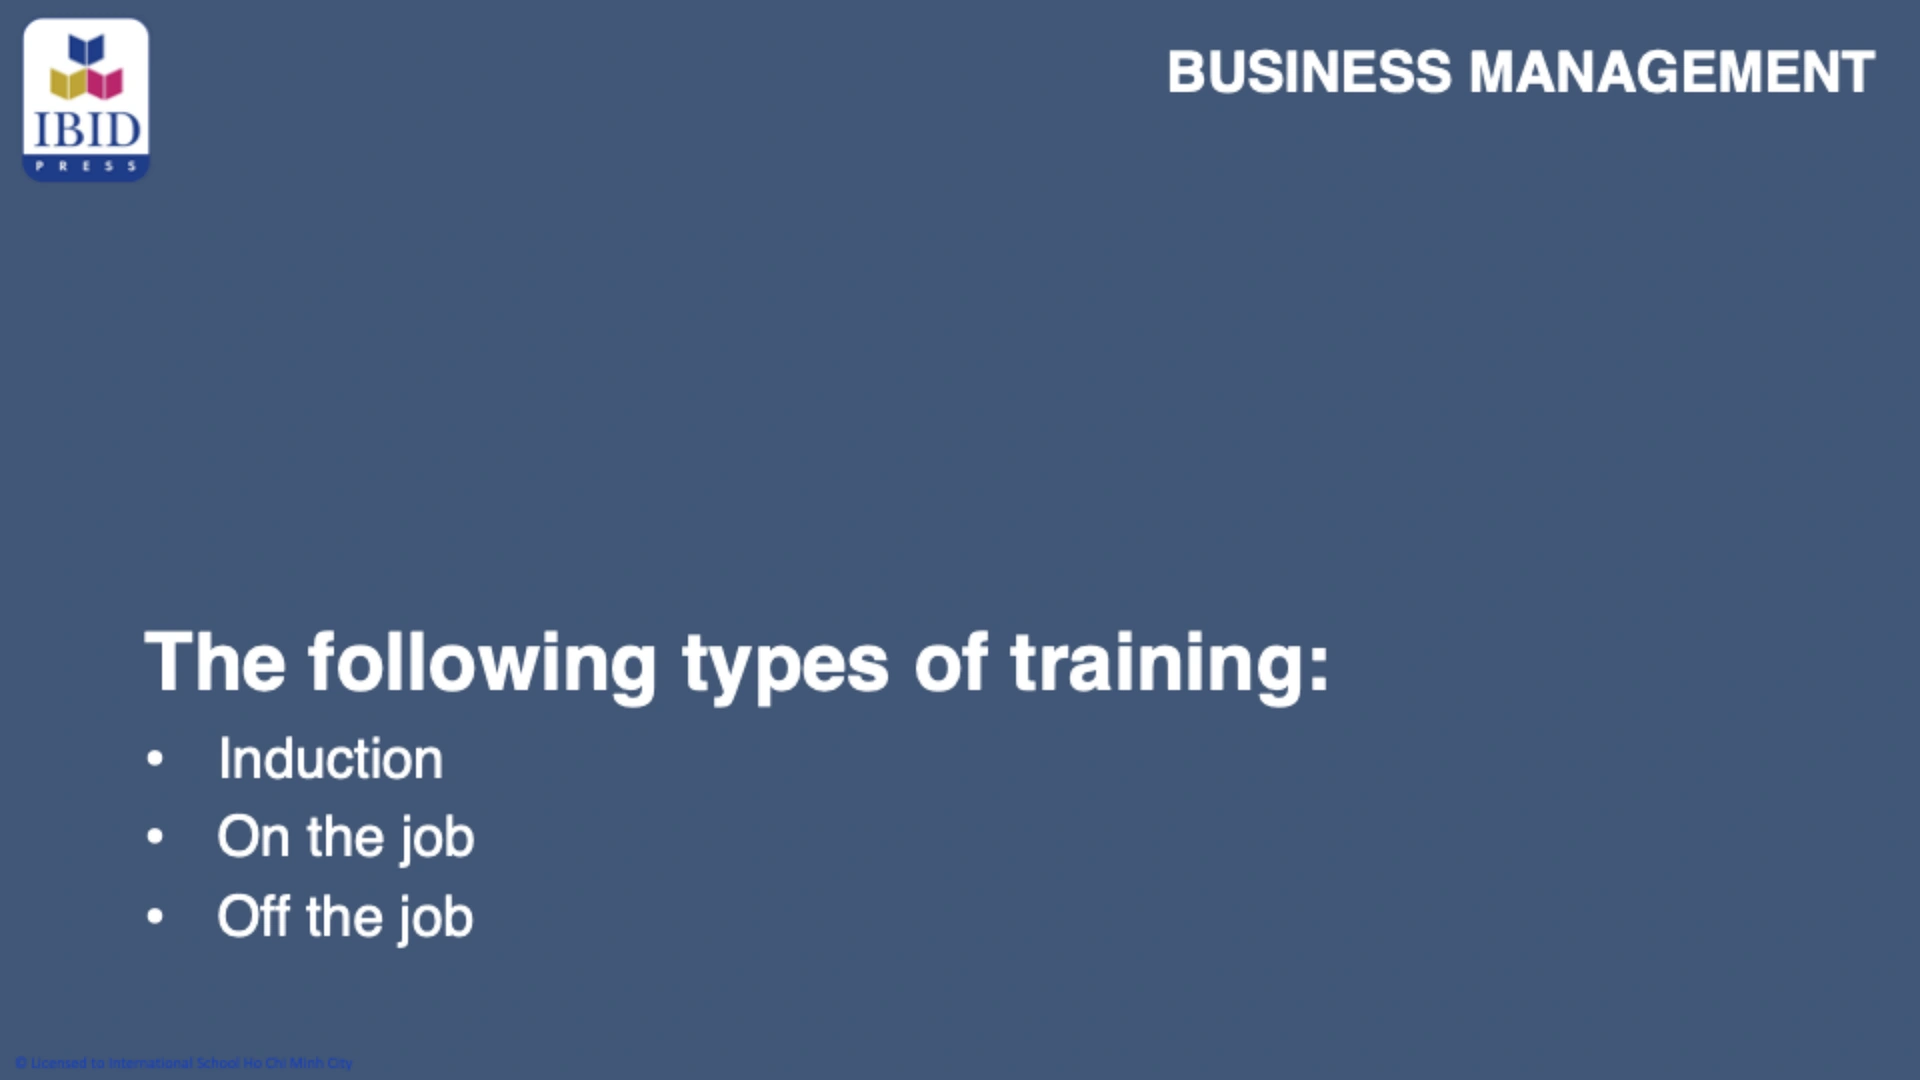 IBID
PRESS
BUSINESS MANAGEMENT
The following types of training:
• Induction
• On the job
• Off the job
© Licensed to International School Ho Chi Minh City